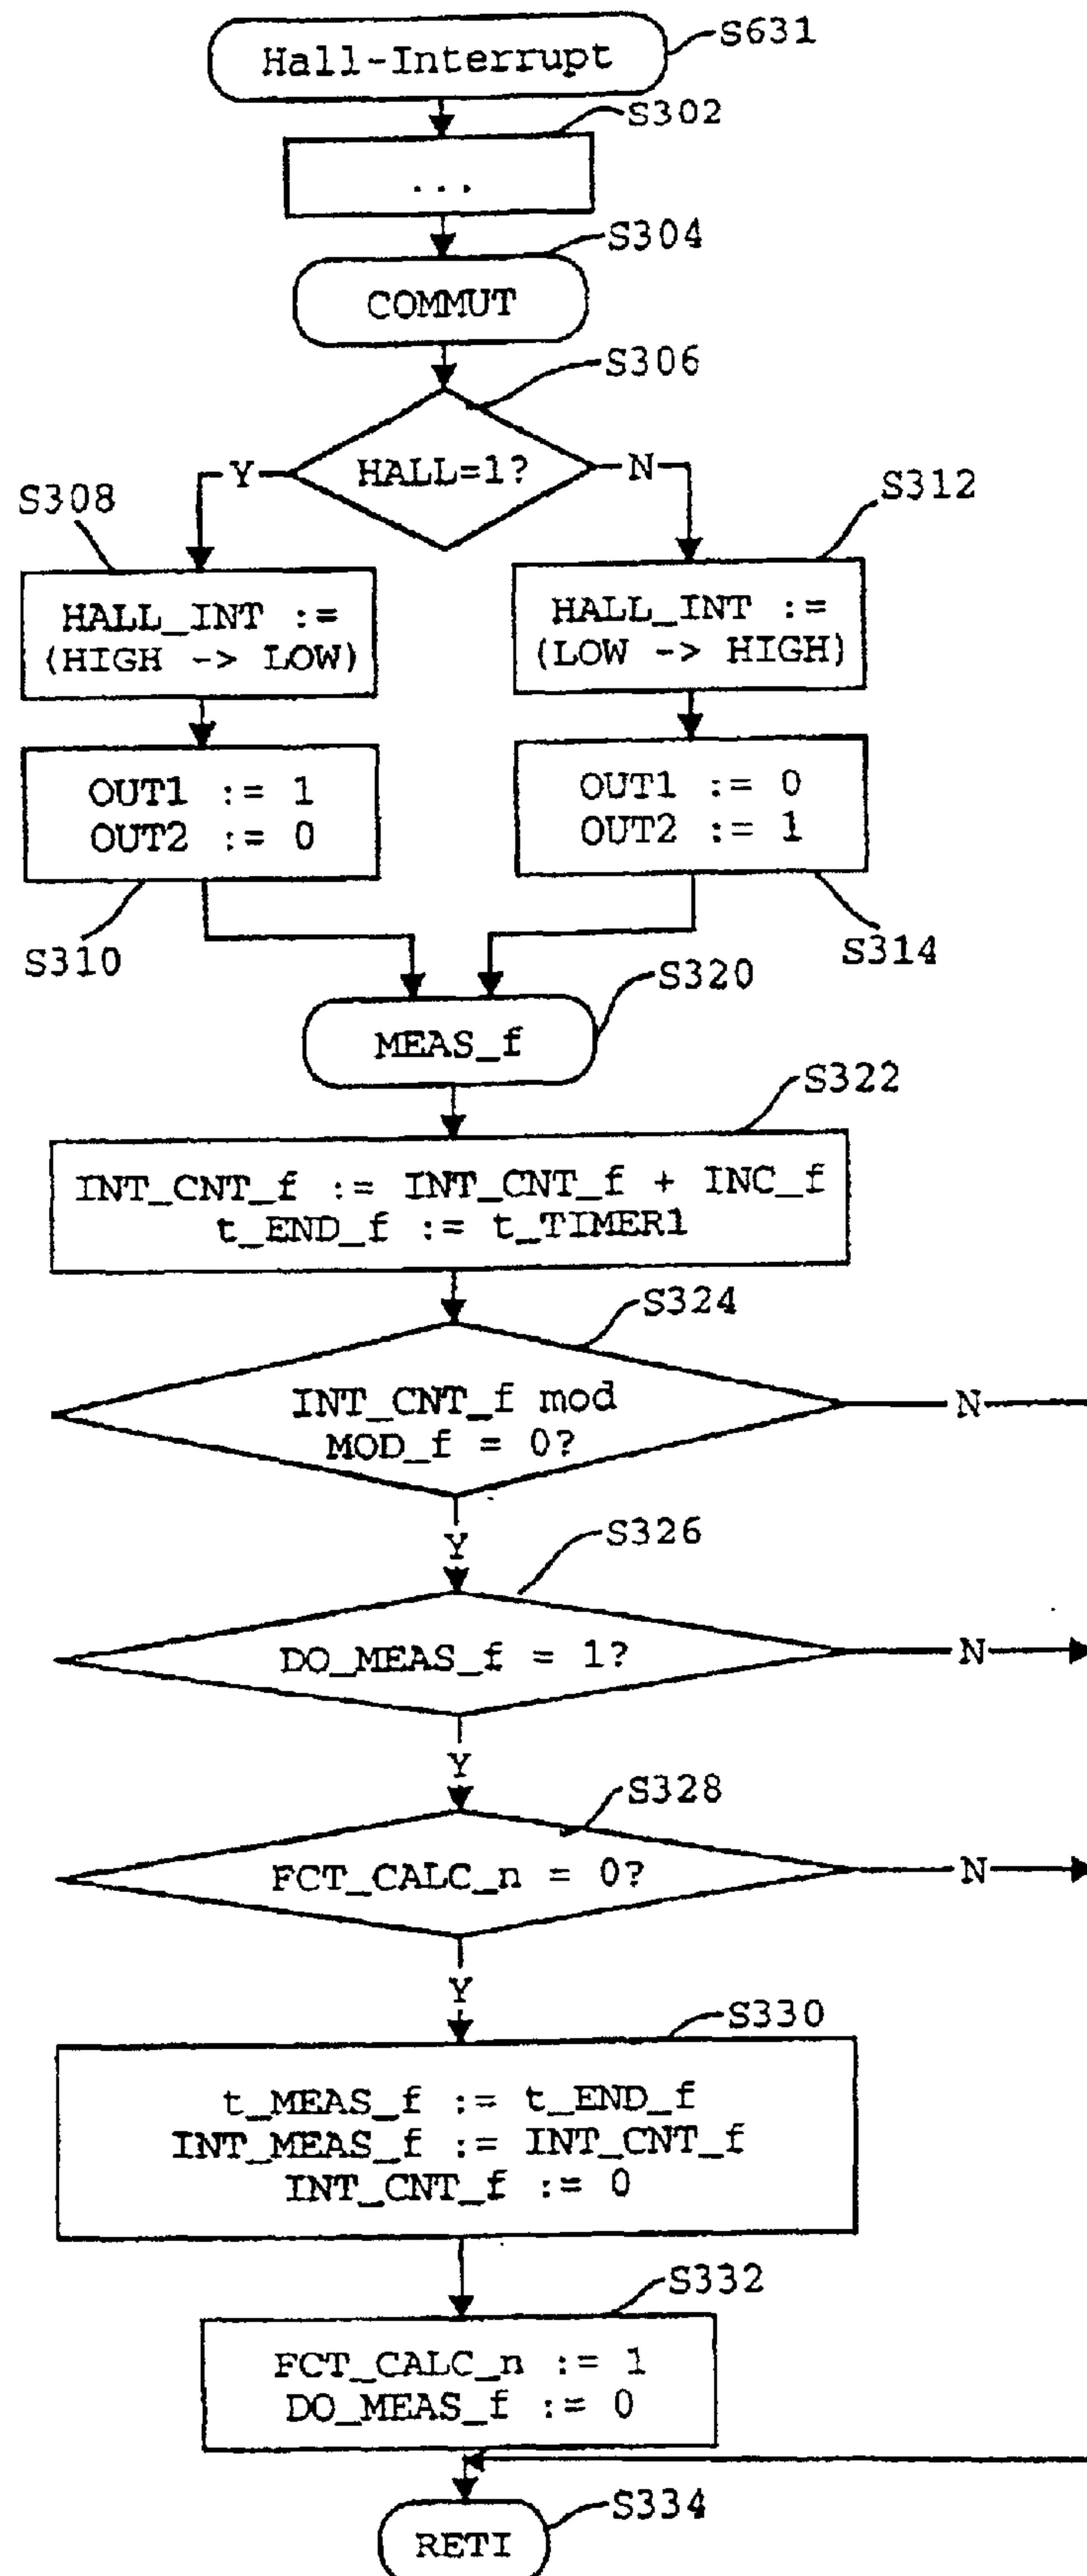 Hall-Interrupt
S631
S302
...
S304
COMMUT
S306
HALL=1?
Y
N
S308
S312
HALL_INT :=
(HIGH -> LOW)
HALL_INT :=
(LOW -> HIGH)
OUT1 := 1
OUT2 := 0
OUT1 := 0
OUT2 := 1
S310
S314
S320
MEAS_f
S322
INT_CNT_f := INT_CNT_f + INC_f
t_END_f := t_TIMER1
S324
INT_CNT_f mod
MOD_f = 0?
N
Y
S326
DO_MEAS_f = 1?
N
Y
S328
FCT_CALC_n = 0?
N
Y
S330
t_MEAS_f := t_END_f
INT_MEAS_f := INT_CNT_f
INT_CNT_f := 0
S332
FCT_CALC_n := 1
DO_MEAS_f := 0
S334
RETI